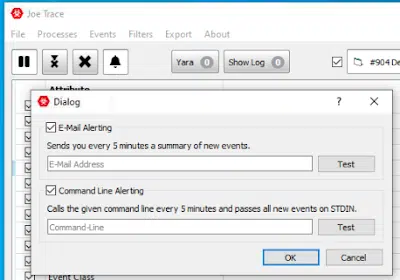 Joe Trace
File Processes Events Filters Export About
Yara 0 Show Log 0 #904 De
Attribute
Dialog ? ×
E-Mail Alerting
Sends you every 5 minutes a summary of new events.
E-Mail Address Test
Command Line Alerting
Calls the given command line every 5 minutes and passes all new events on STDIN.
Command-Line Test
OK Cancel
Event Class